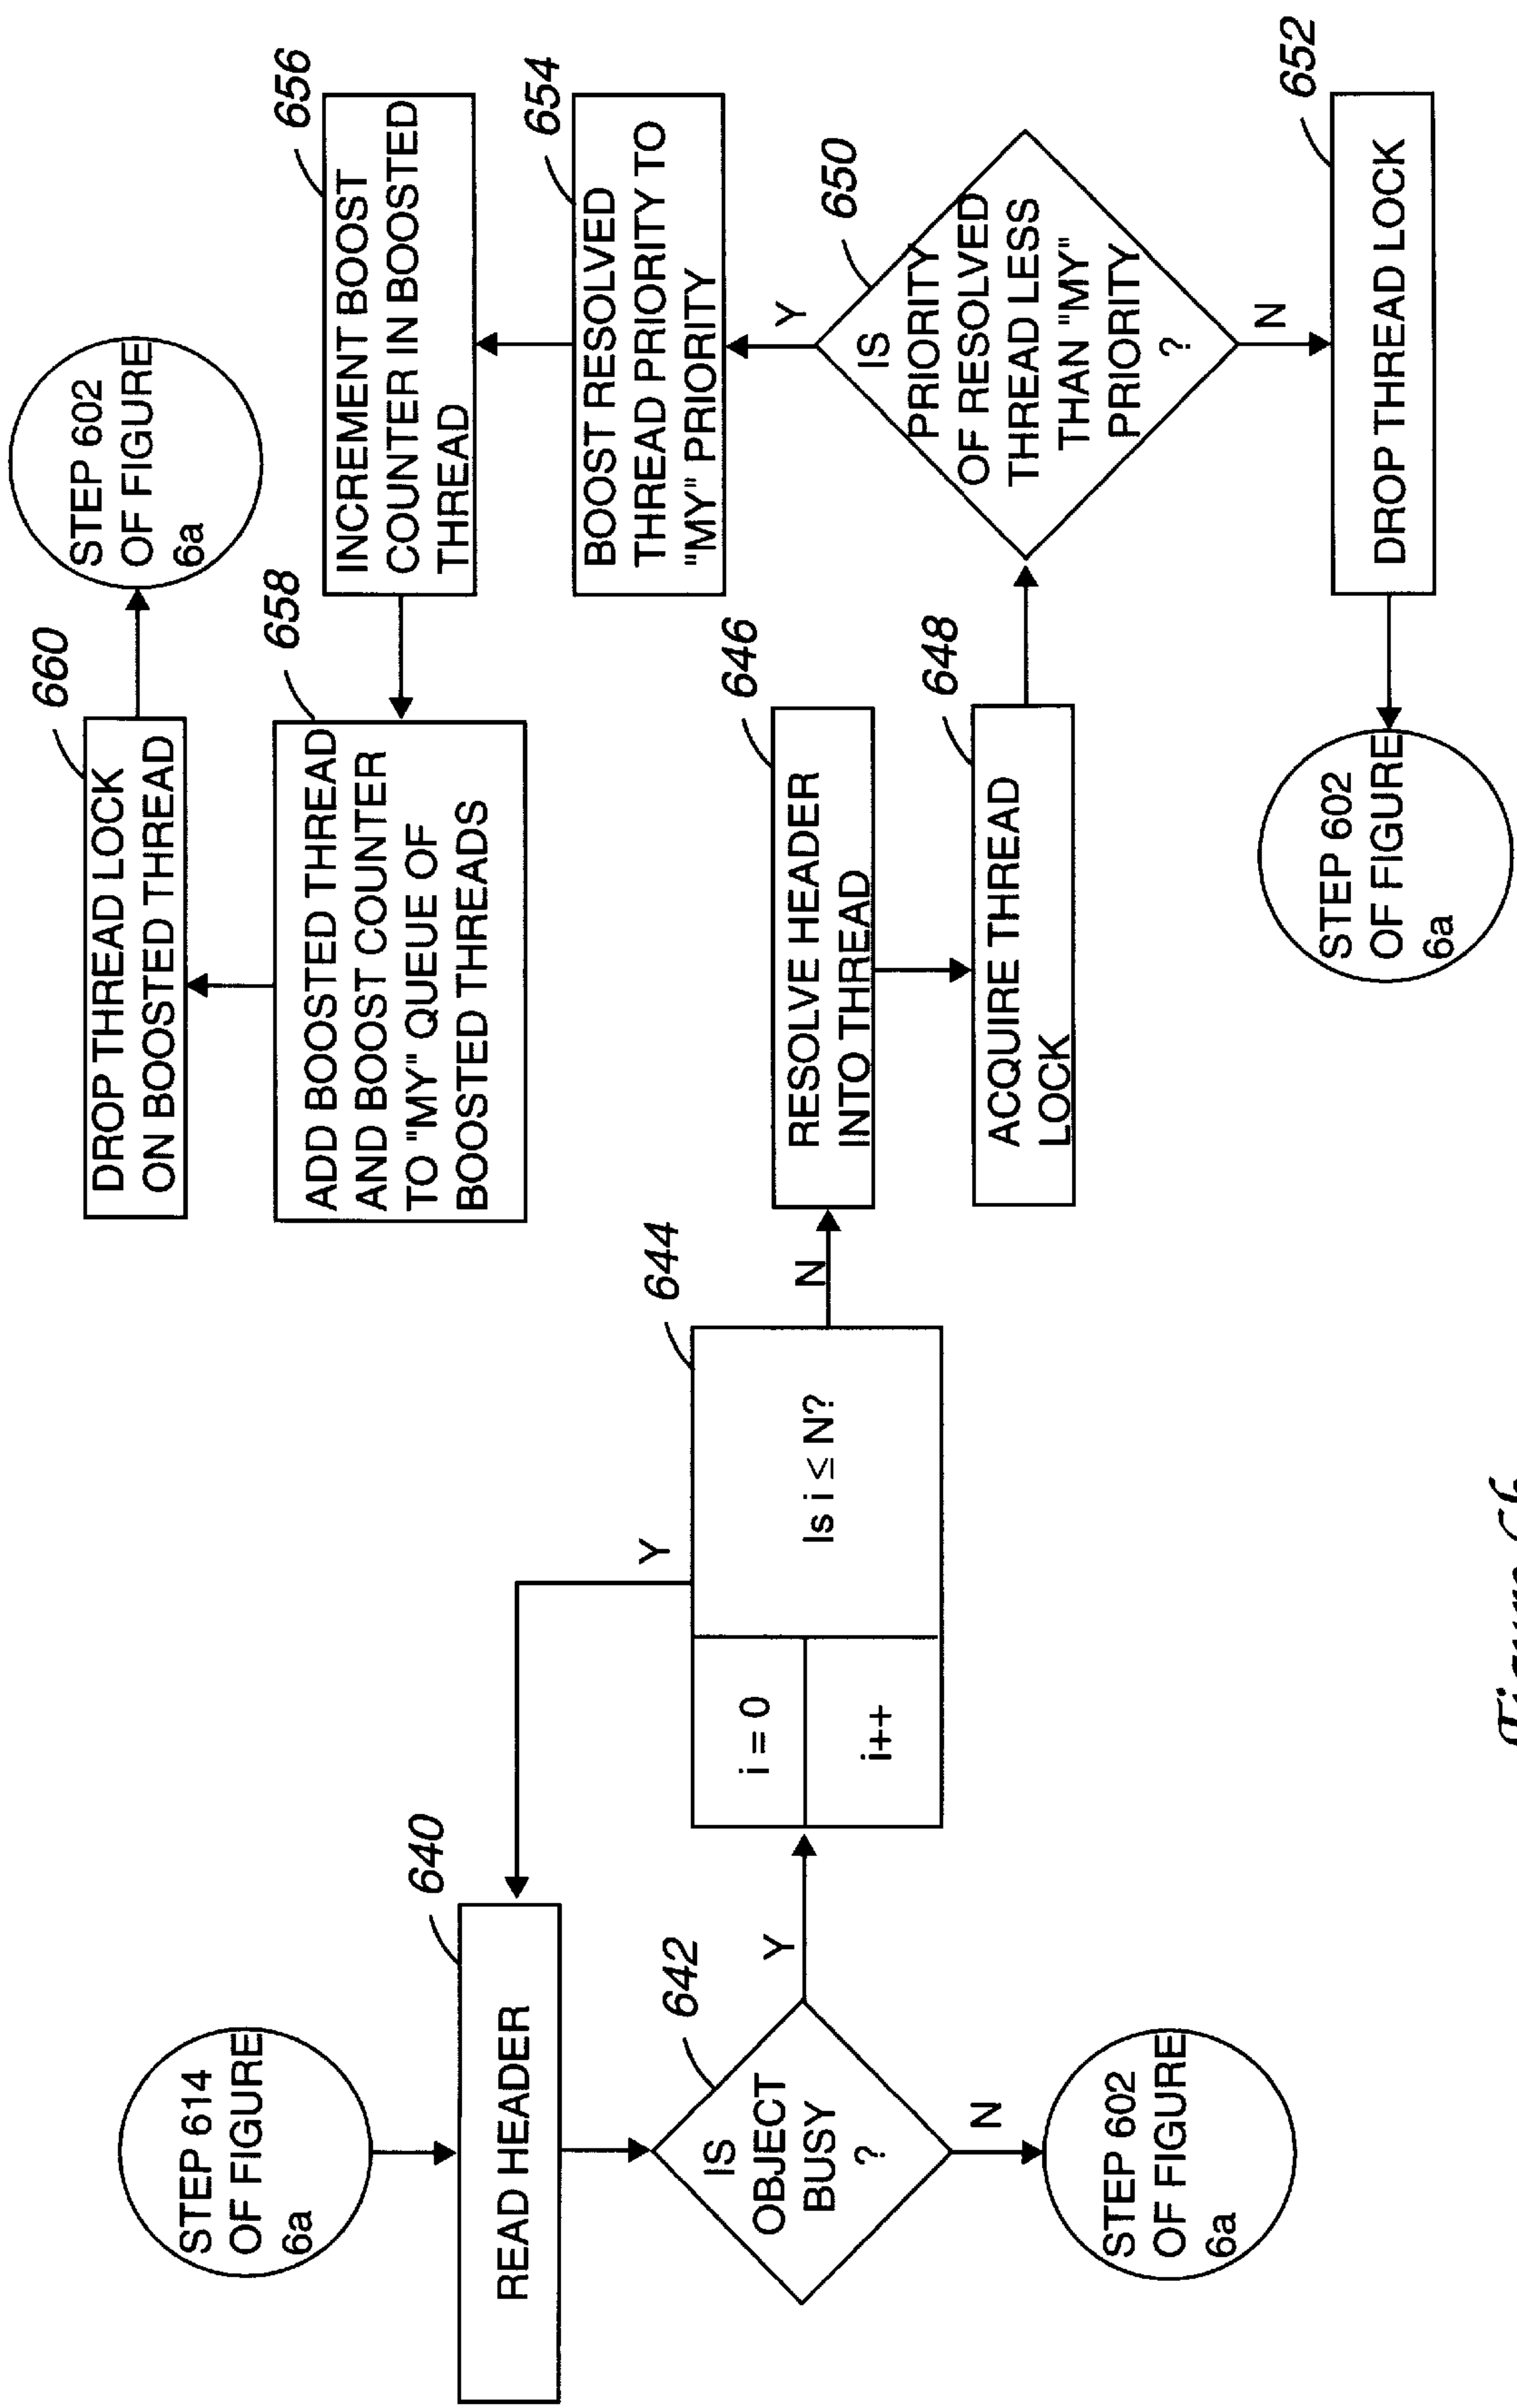 STEP 614
OF FIGURE
6a
640
READ HEADER
642
IS
OBJECT
BUSY
?
Y
N
STEP 602
OF FIGURE
6a
644
i = 0
i++
Is i ≤ N?
Y
N
646
RESOLVE HEADER
INTO THREAD
648
ACQUIRE THREAD
LOCK
650
IS
PRIORITY
OF RESOLVED
THREAD LESS
THAN "MY"
PRIORITY
?
Y
N
652
DROP THREAD LOCK
STEP 602
OF FIGURE
6a
654
BOOST RESOLVED
THREAD PRIORITY TO
"MY" PRIORITY
656
INCREMENT BOOST
COUNTER IN BOOSTED
THREAD
658
ADD BOOSTED THREAD
AND BOOST COUNTER
TO "MY" QUEUE OF
BOOSTED THREADS
660
DROP THREAD LOCK
ON BOOSTED THREAD
STEP 602
OF FIGURE
6a